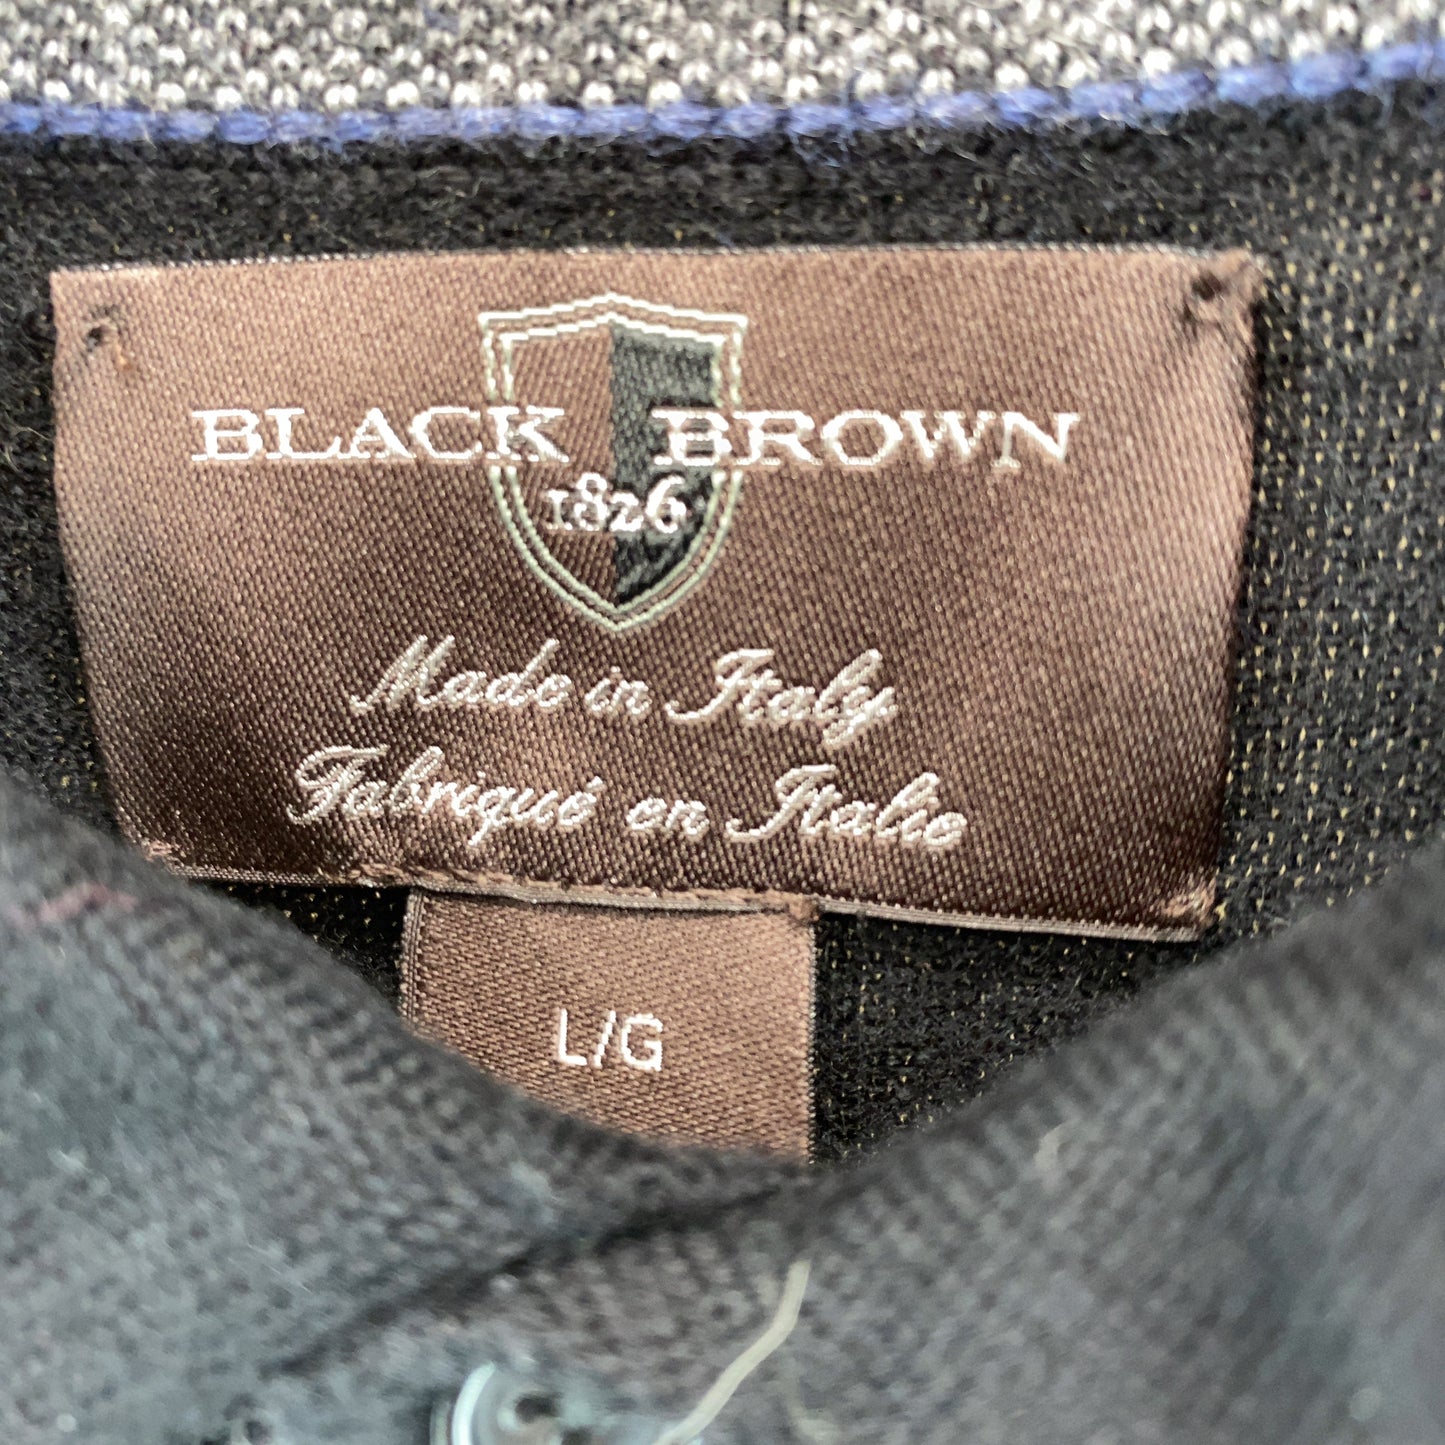 BLACK BROWN
1826
Made in Italy
Fabriqué en Italie
L/G